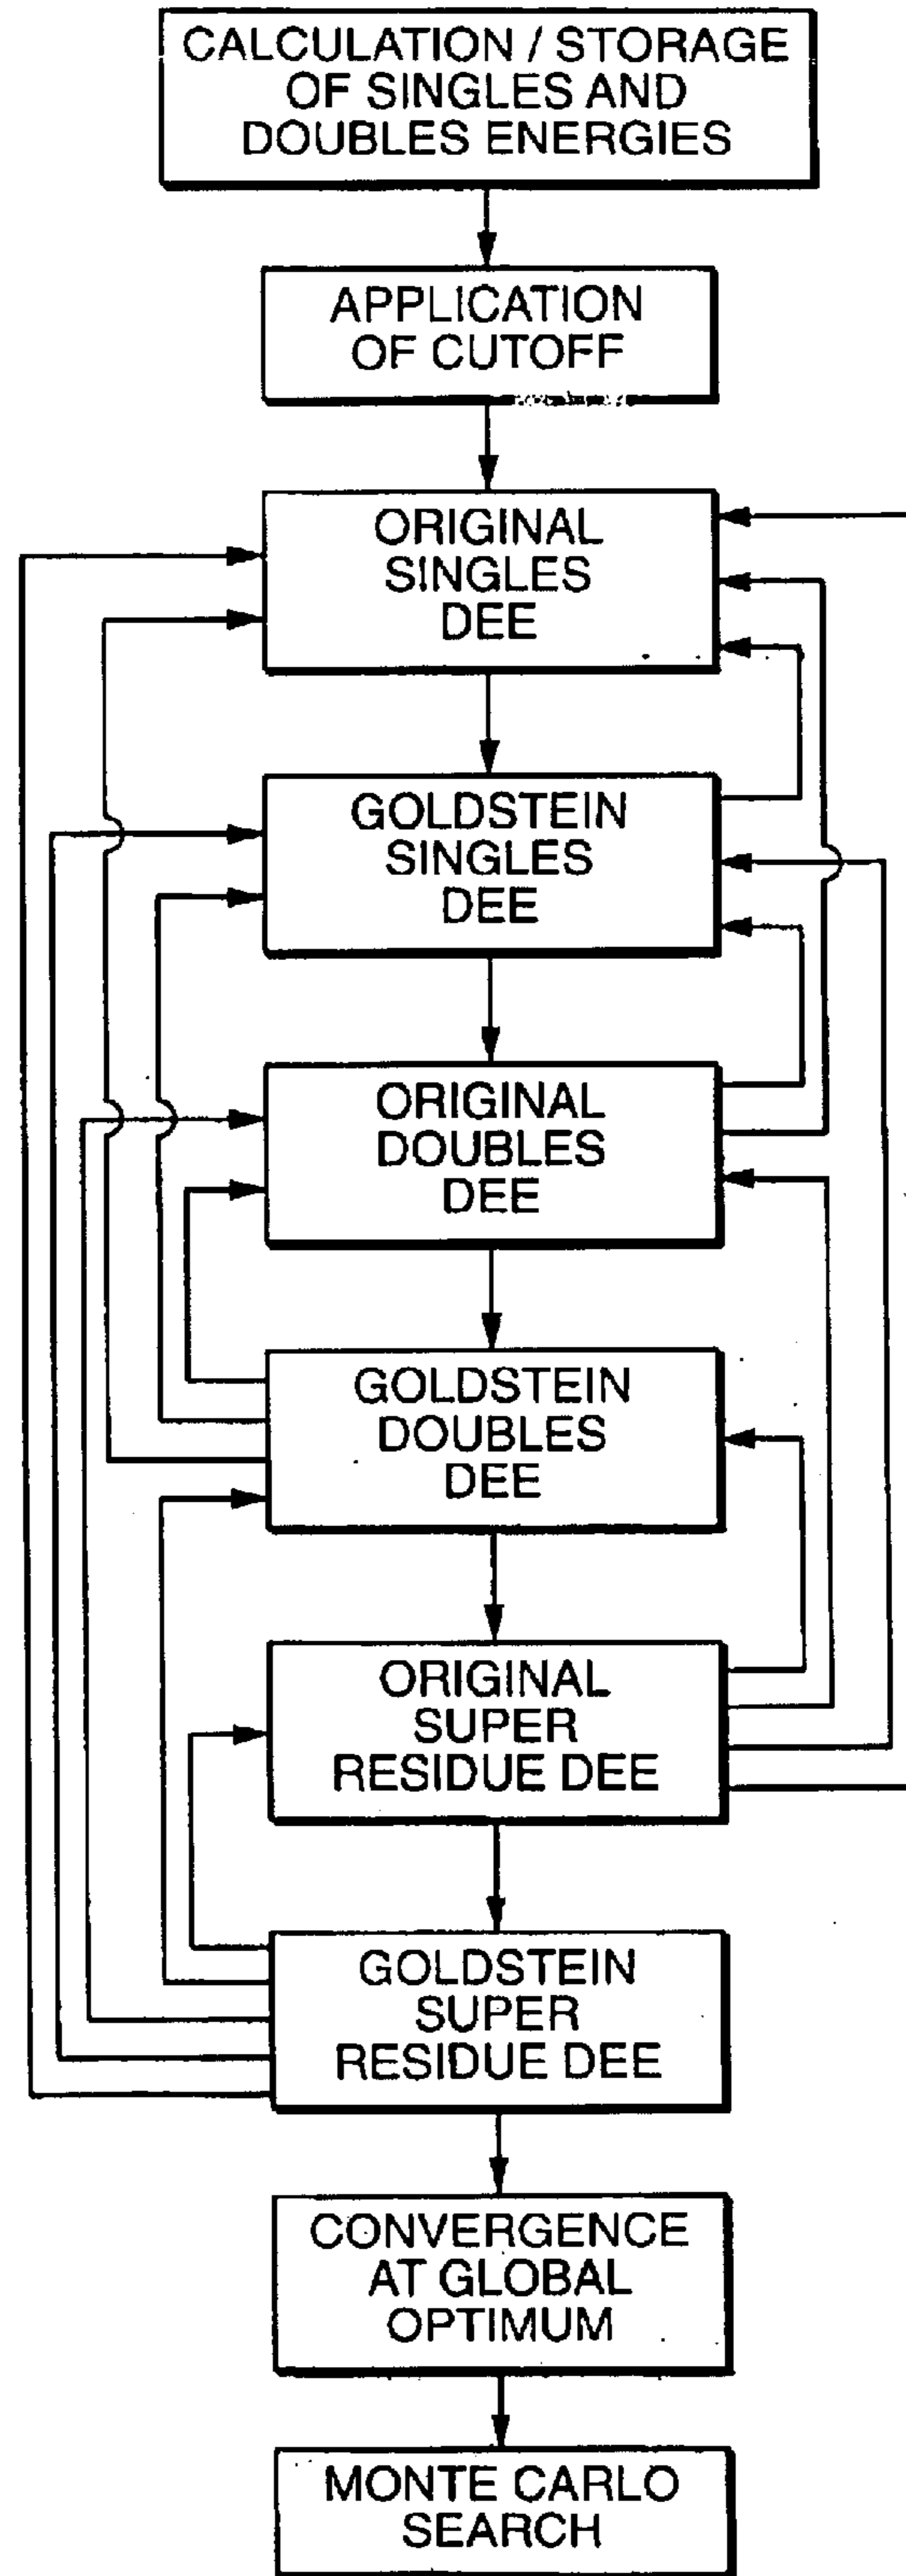 CALCULATION / STORAGE
OF SINGLES AND
DOUBLES ENERGIES
APPLICATION
OF CUTOFF
ORIGINAL
SINGLES
DEE
GOLDSTEIN
SINGLES
DEE
ORIGINAL
DOUBLES
DEE
GOLDSTEIN
DOUBLES
DEE
ORIGINAL
SUPER
RESIDUE DEE
GOLDSTEIN
SUPER
RESIDUE DEE
CONVERGENCE
AT GLOBAL
OPTIMUM
MONTE CARLO
SEARCH